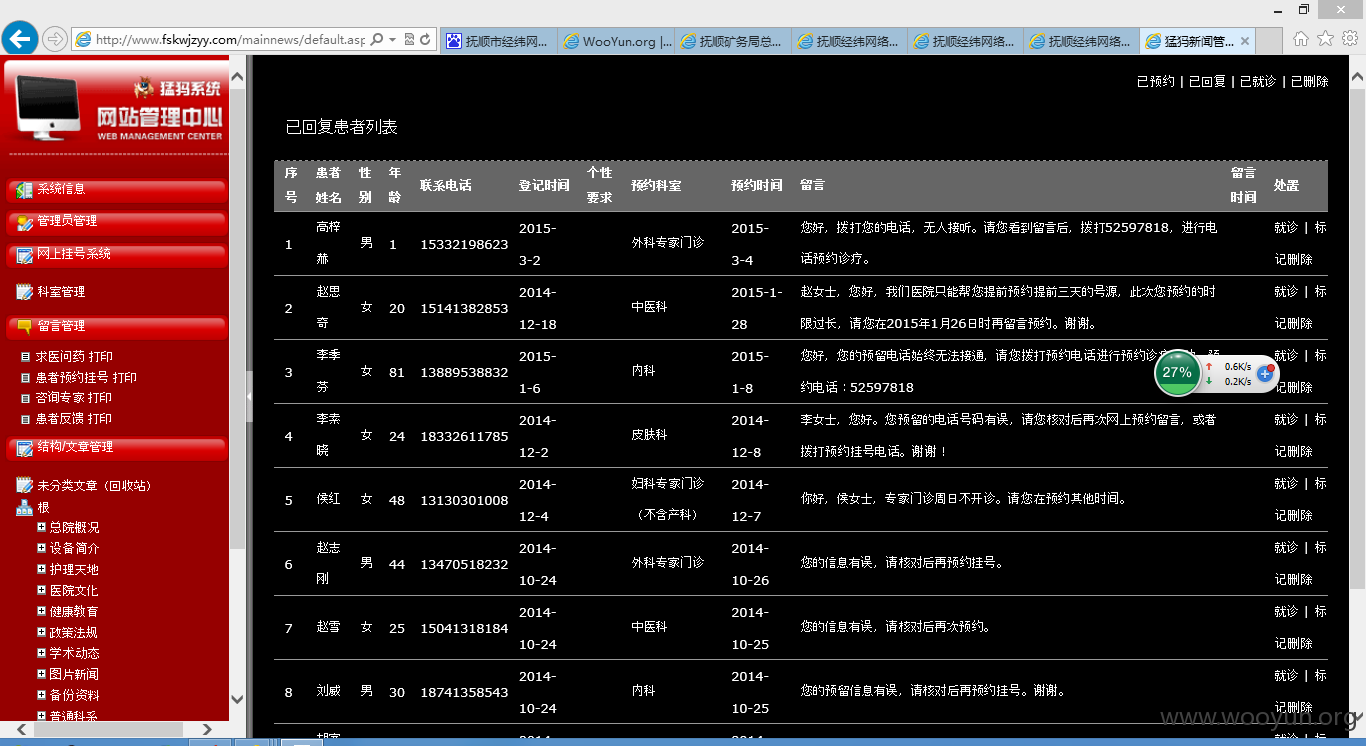 http://www.fskwjzyy.com/mainnews/default.asp
抚顺市经纬网...
WooYun.org |...
抚顺矿务局总...
抚顺经纬网络...
抚顺经纬网络...
抚顺经纬网络...
猛犸新闻管...
猛犸系统
网站管理中心
WEB MANAGEMENT CENTER
系统信息
管理员管理
网上挂号系统
科室管理
留言管理
求医问药 打印
患者预约挂号 打印
咨询专家 打印
患者反馈 打印
结构/文章管理
未分类文章（回收站）
根
总院概况
设备简介
护理天地
医院文化
健康教育
政策法规
学术动态
图片新闻
备份资料
普通科系
已预约 | 已回复 | 已就诊 | 已删除
已回复患者列表
序号 患者姓名 性别 年龄 联系电话 登记时间 个性要求 预约科室 预约时间 留言 留言时间 处置
1 高梓赫 男 1 15332198623 2015-3-2 外科专家门诊 2015-3-4 您好，拨打您的电话，无人接听。请您看到留言后，拨打52597818，进行电话预约诊疗。 就诊 | 标记删除
2 赵思奇 女 20 15141382853 2014-12-18 中医科 2015-1-28 赵女士，您好，我们医院只能帮您提前预约提前三天的号源，此次您预约的时限过长，请您在2015年1月26日时再留言预约。谢谢。 就诊 | 标记删除
3 李季芬 女 81 13889538832 2015-1-6 内科 2015-1-8 您好，您的预留电话始终无法接通，请您拨打预约电话进行预约诊 约电话：52597818 就诊 | 标记删除
4 李索晓 女 24 18332611785 2014-12-2 皮肤科 2014-12-8 李女士，您好。您预留的电话号码有误，请您核对后再次网上预约留言，或者拨打预约挂号电话。谢谢！ 就诊 | 标记删除
5 侯红 女 48 13130301008 2014-12-4 妇科专家门诊（不含产科） 2014-12-7 你好，侯女士，专家门诊周日不开诊。请您在预约其他时间。 就诊 | 标记删除
6 赵志刚 男 44 13470518232 2014-10-24 外科专家门诊 2014-10-26 您的信息有误，请核对后再预约挂号。 就诊 | 标记删除
7 赵雪 女 25 15041318184 2014-10-24 中医科 2014-10-25 您的信息有误，请核对后再次预约。 就诊 | 标记删除
8 刘威 男 30 18741358543 2014-10-24 内科 2014-10-25 您的预留信息有误，请核对后再预约挂号。谢谢。 就诊 | 标记删除
27%
0.6K/s
0.2K/s
www.wooyun.org